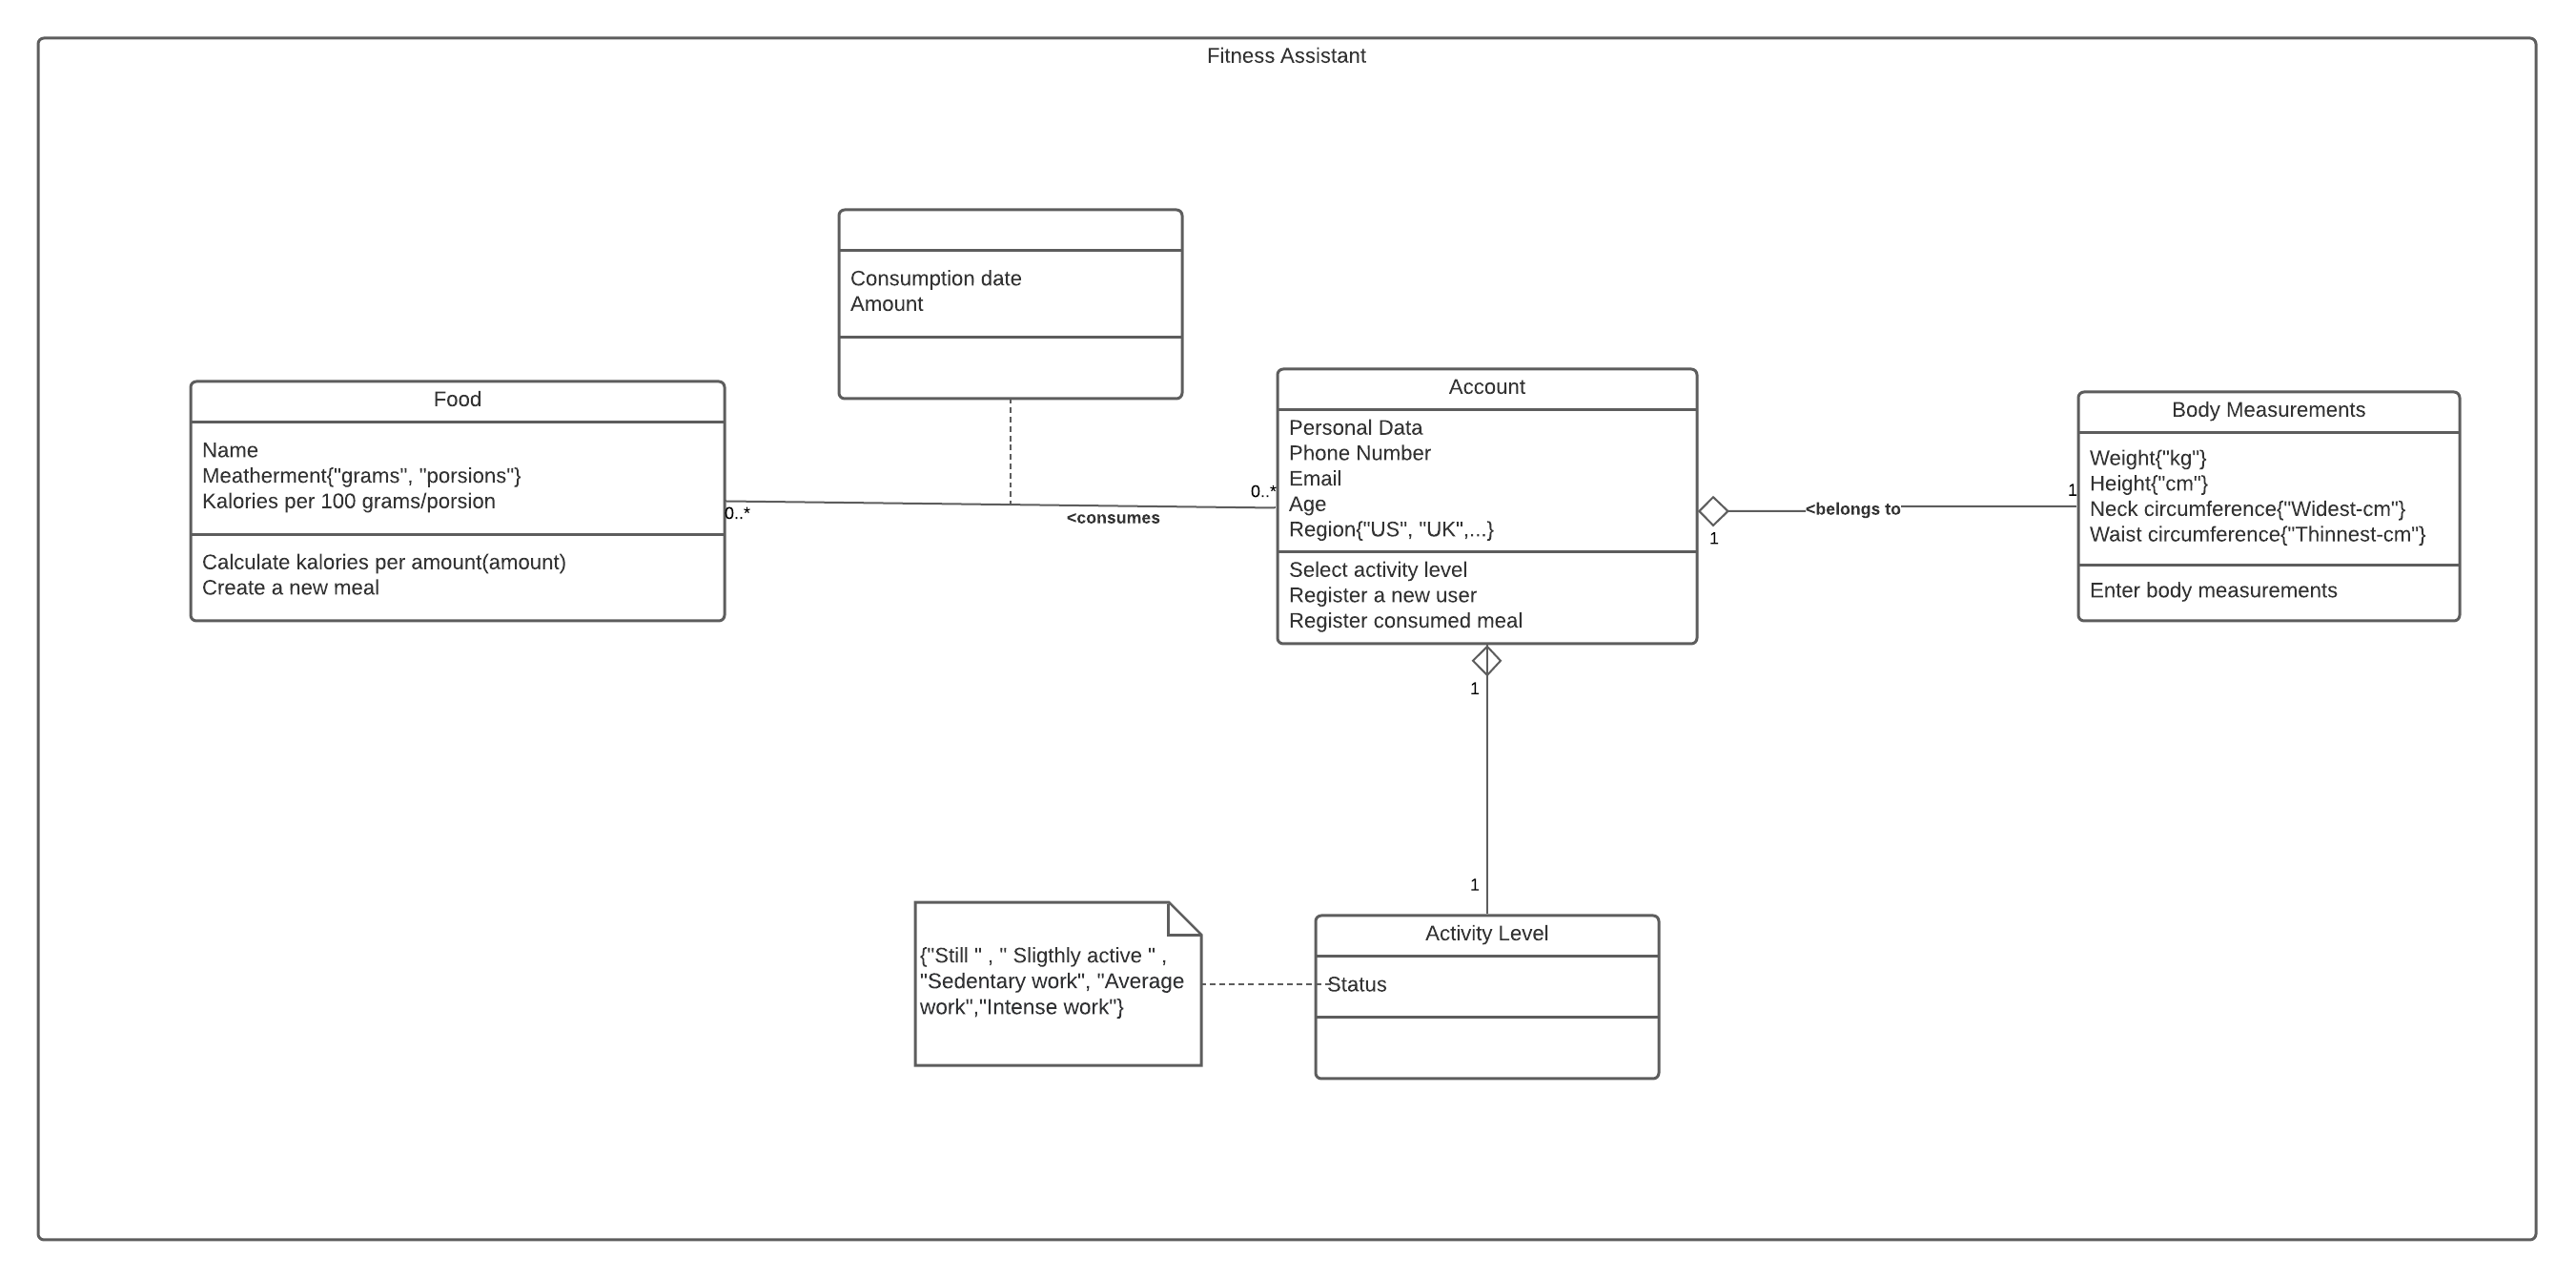 Fitness Assistant
Consumption date
Amount
Food
Name
Meatherment{"grams", "porsions"}
Kalories per 100 grams/porsion
Calculate kalories per amount(amount)
Create a new meal
0..*
<consumes
0..*
Account
Personal Data
Phone Number
Email
Age
Region{"US", "UK",...}
Select activity level
Register a new user
Register consumed meal
1
<belongs to
1
Body Measurements
Weight{"kg"}
Height{"cm"}
Neck circumference{"Widest-cm"}
Waist circumference{"Thinnest-cm"}
Enter body measurements
1
1
{"Still " , " Sligthly active " ,
"Sedentary work", "Average
work","Intense work"}
Activity Level
Status